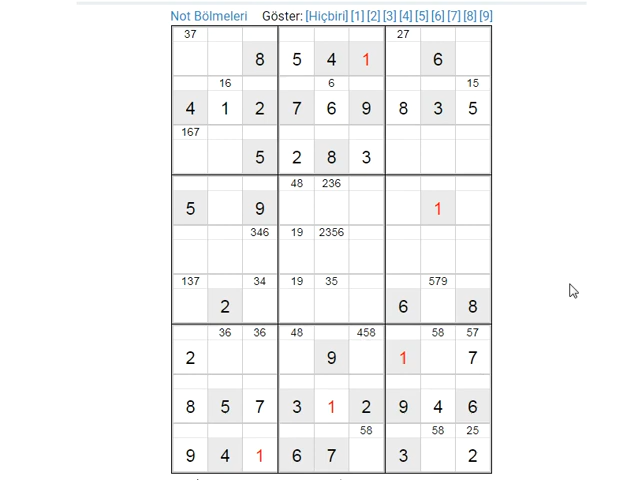 Not Bölmeleri Göster: [Hiçbiri] [1] [2] [3] [4] [5] [6] [7] [8] [9]
37 27
8 5 4 1 6
16 6 15
4 1 2 7 6 9 8 3 5
167
5 2 8 3
48 236
5 9 1
346 19 2356
137 34 19 35 579
2 6 8
36 36 48 458 58 57
2 9 1 7
8 5 7 3 1 2 9 4 6
58 58 25
9 4 1 6 7 3 2